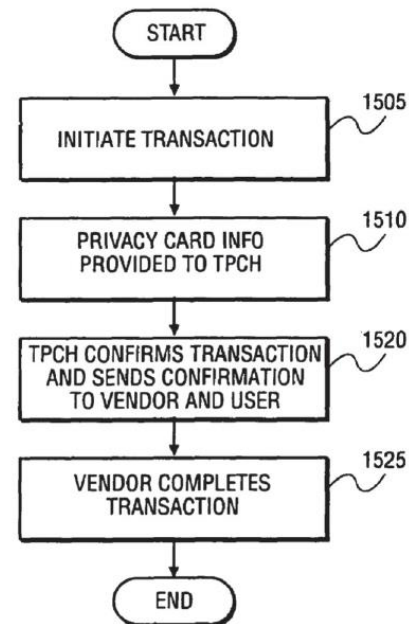 START
1505
INITIATE TRANSACTION
1510
PRIVACY CARD INFO
PROVIDED TO TPCH
1520
TPCH CONFIRMS TRANSACTION
AND SENDS CONFIRMATION
TO VENDOR AND USER
1525
VENDOR COMPLETES
TRANSACTION
END